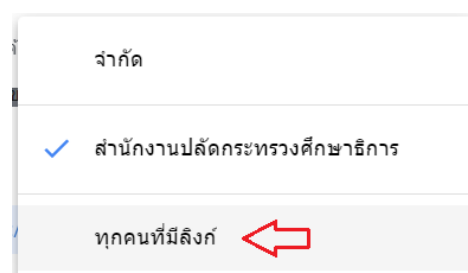 จำกัด
สำนักงานปลัดกระทรวงศึกษาธิการ
ทุกคนที่มีลิงก์